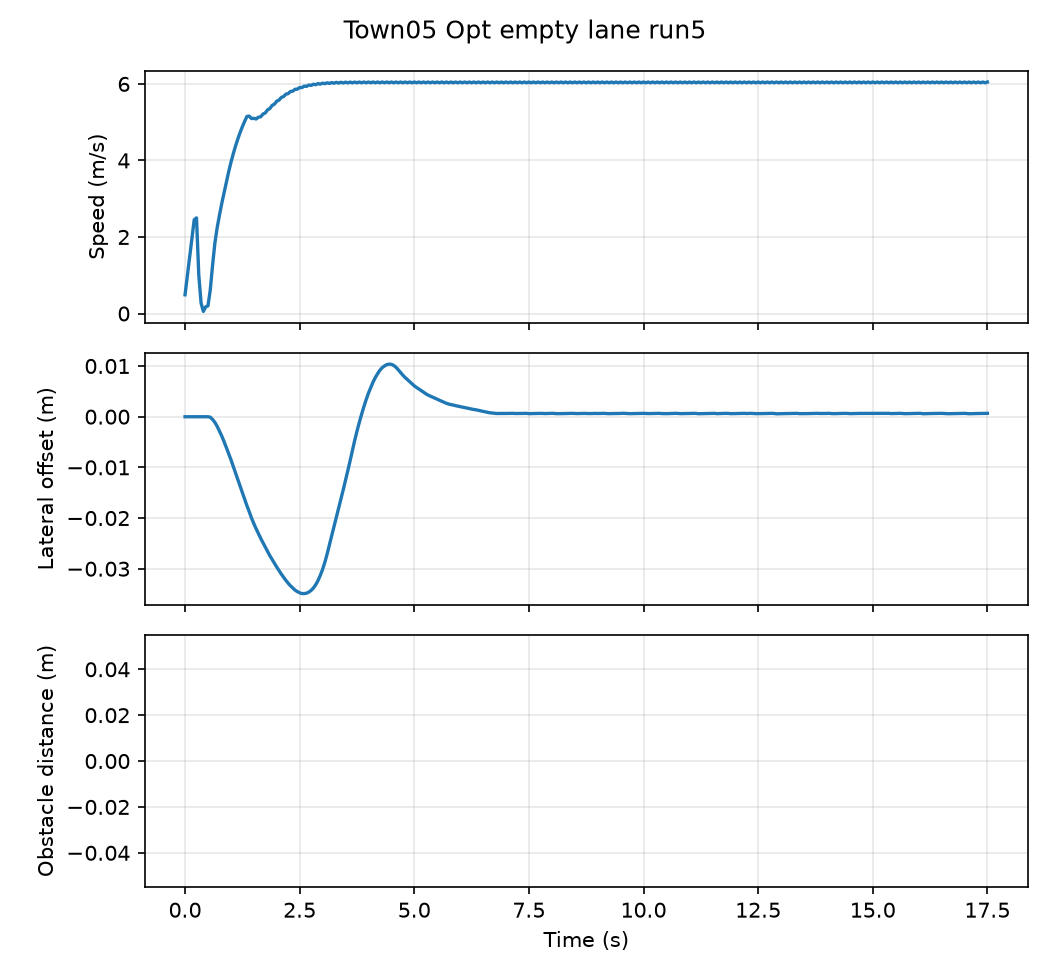 Town05 Opt empty lane run5
6
4
2
0
Speed (m/s)
0.01
0.00
−0.01
−0.02
−0.03
Lateral offset (m)
0.04
0.02
0.00
−0.02
−0.04
Obstacle distance (m)
0.0 2.5 5.0 7.5 10.0 12.5 15.0 17.5
Time (s)